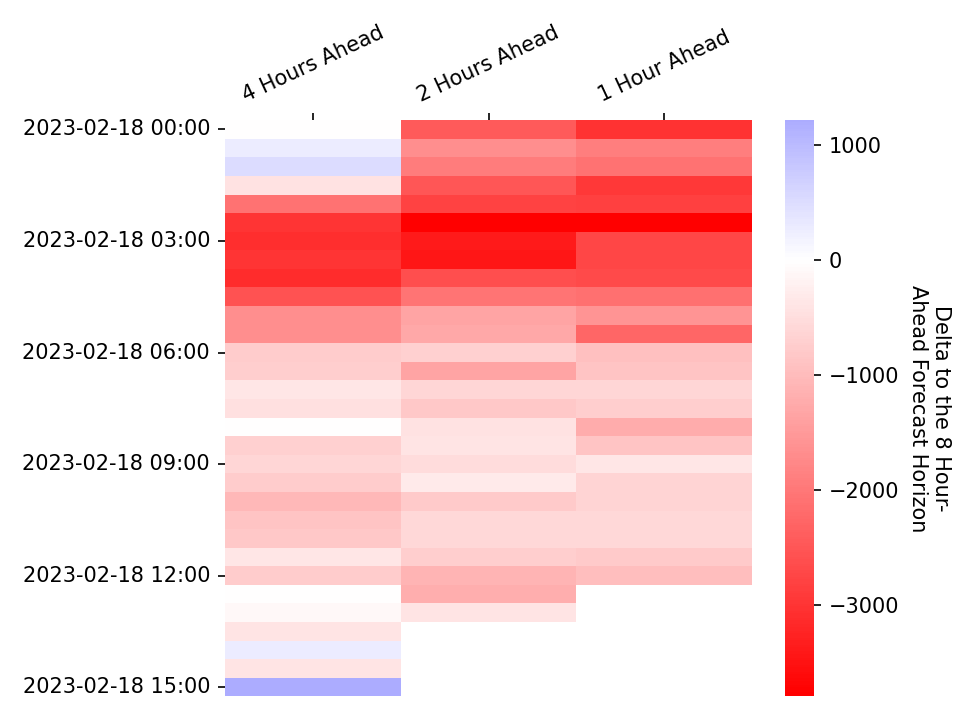 4 Hours Ahead
2 Hours Ahead
1 Hour Ahead
2023-02-18 00:00
2023-02-18 03:00
2023-02-18 06:00
2023-02-18 09:00
2023-02-18 12:00
2023-02-18 15:00
1000
0
−1000
−2000
−3000
Delta to the 8 Hour-
Ahead Forecast Horizon